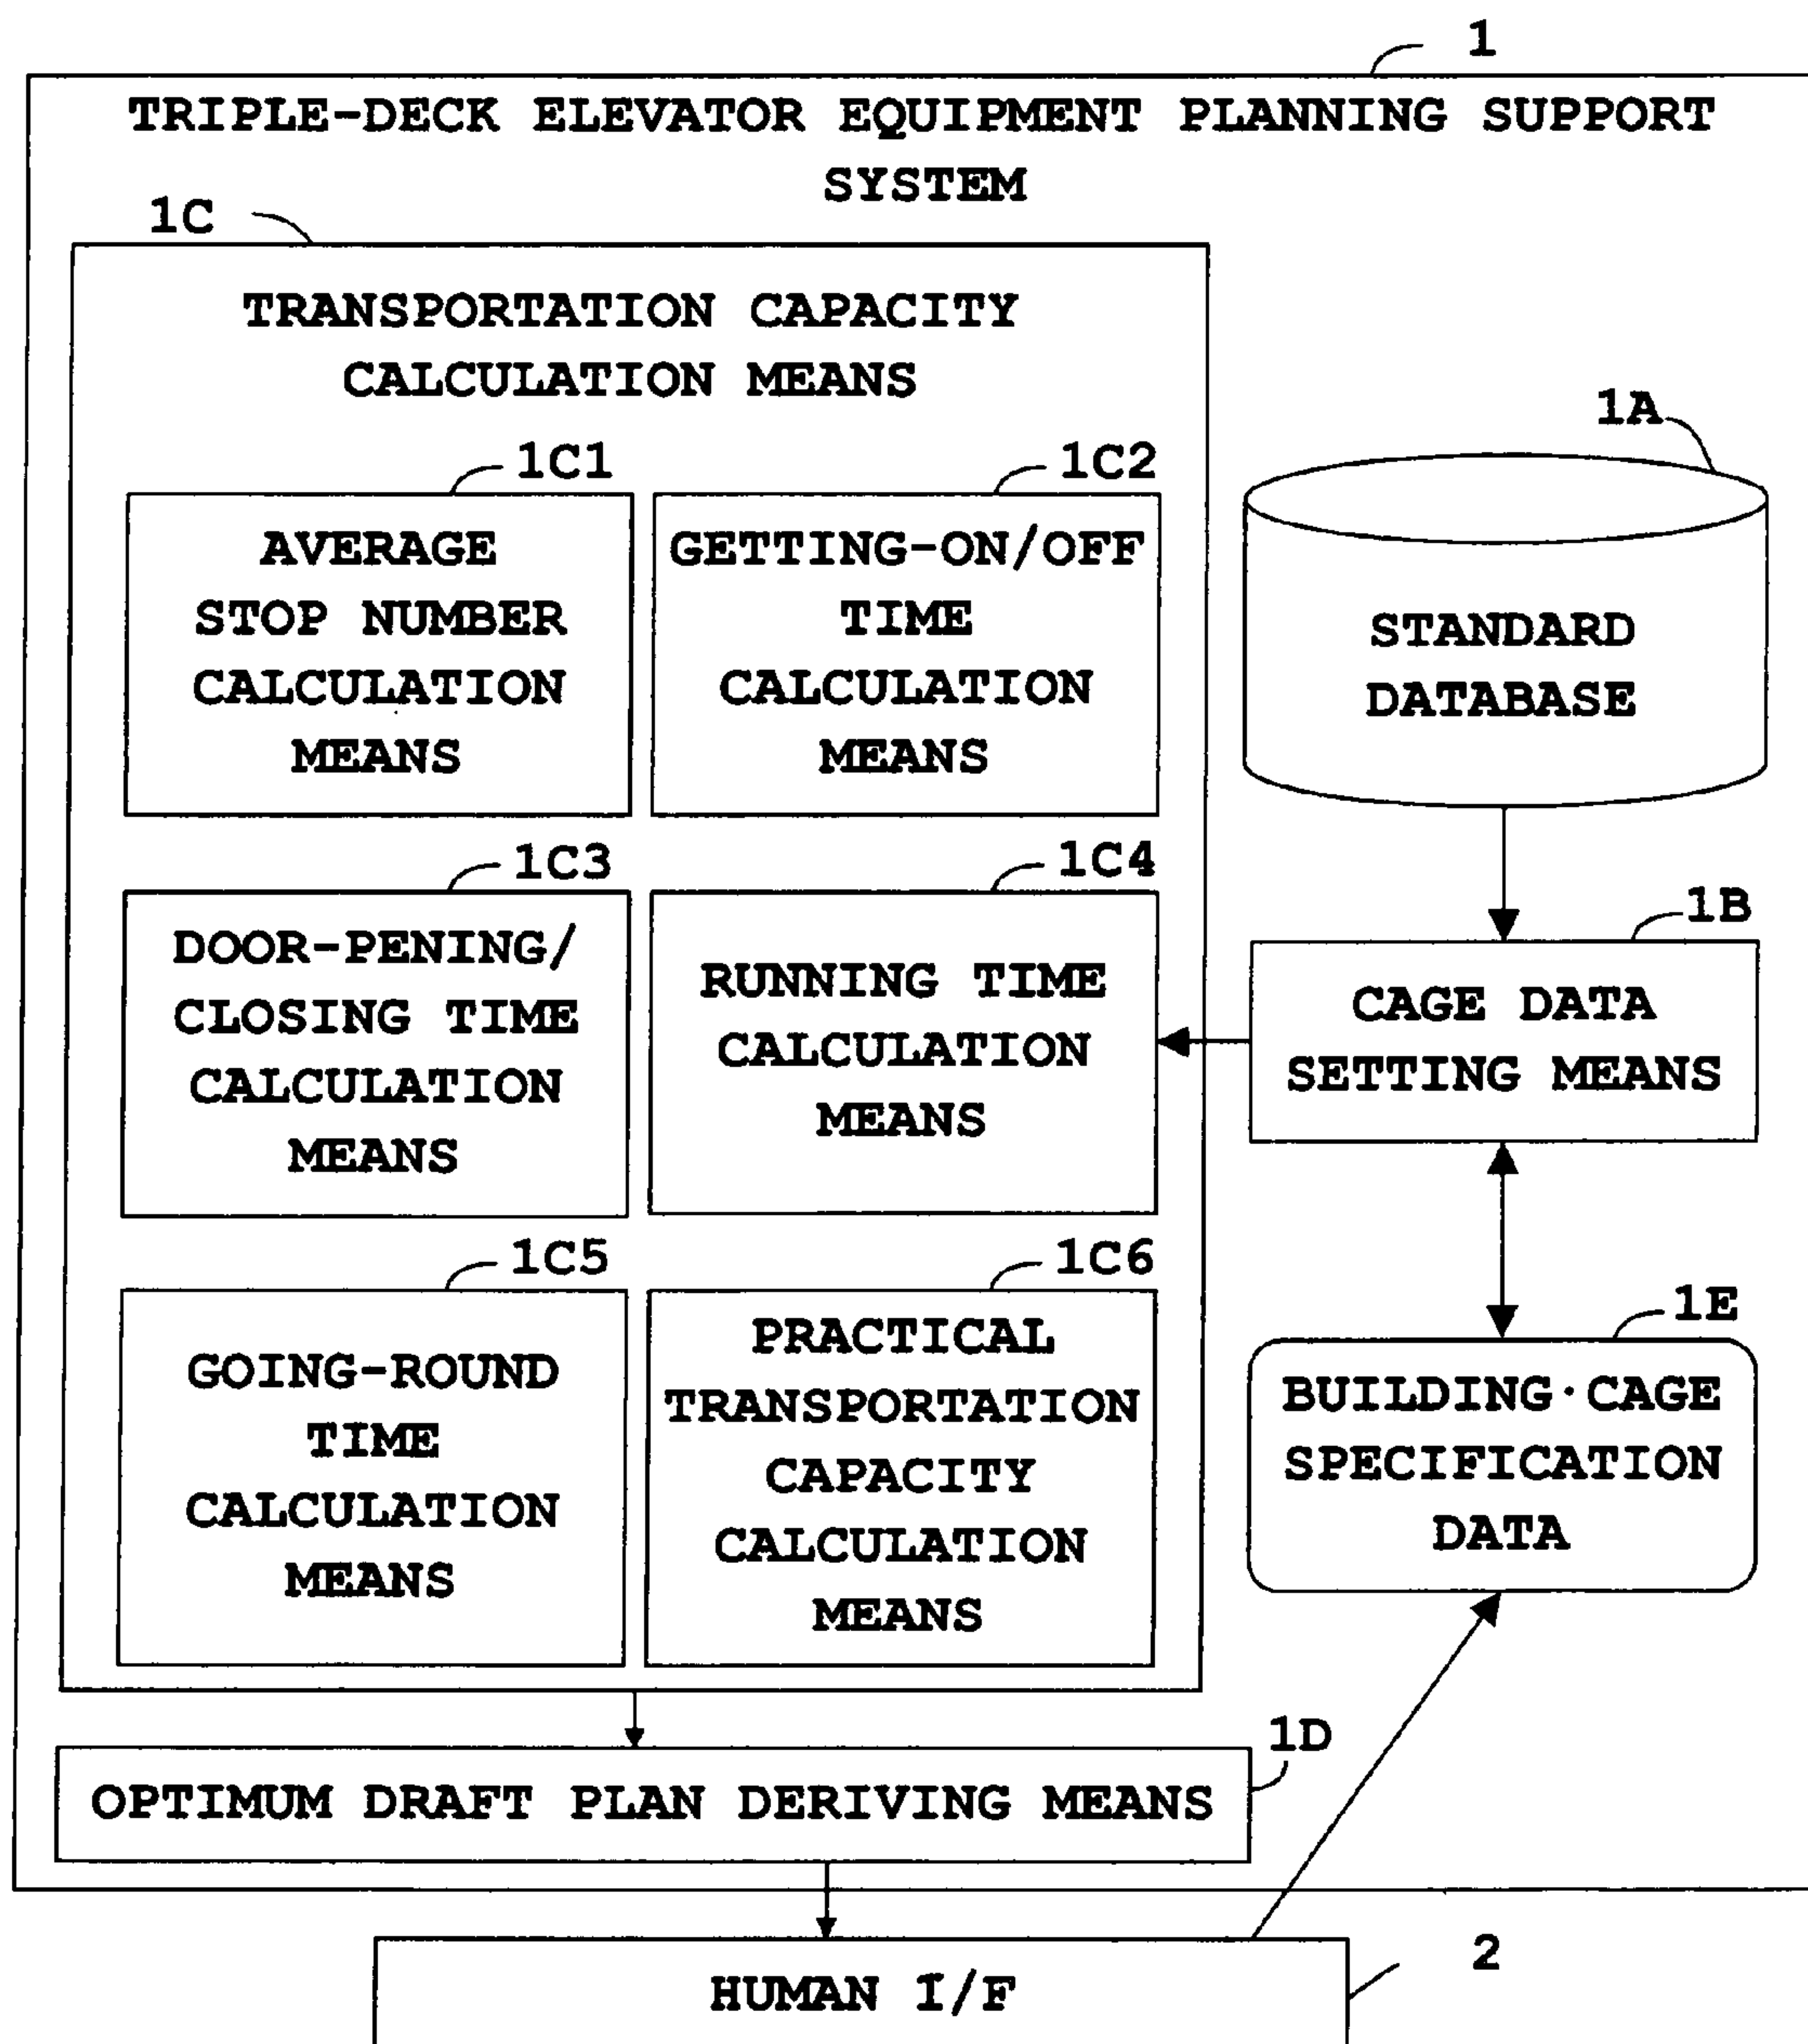 1
TRIPLE-DECK ELEVATOR EQUIPMENT PLANNING SUPPORT
SYSTEM
1C
TRANSPORTATION CAPACITY
CALCULATION MEANS
1C1
AVERAGE
STOP NUMBER
CALCULATION
MEANS
1C2
GETTING-ON/OFF
TIME
CALCULATION
MEANS
1C3
DOOR-PENING/
CLOSING TIME
CALCULATION
MEANS
1C4
RUNNING TIME
CALCULATION
MEANS
1C5
GOING-ROUND
TIME
CALCULATION
MEANS
1C6
PRACTICAL
TRANSPORTATION
CAPACITY
CALCULATION
MEANS
1A
STANDARD
DATABASE
1B
CAGE DATA
SETTING MEANS
1E
BUILDING·CAGE
SPECIFICATION
DATA
1D
OPTIMUM DRAFT PLAN DERIVING MEANS
2
HUMAN I/F